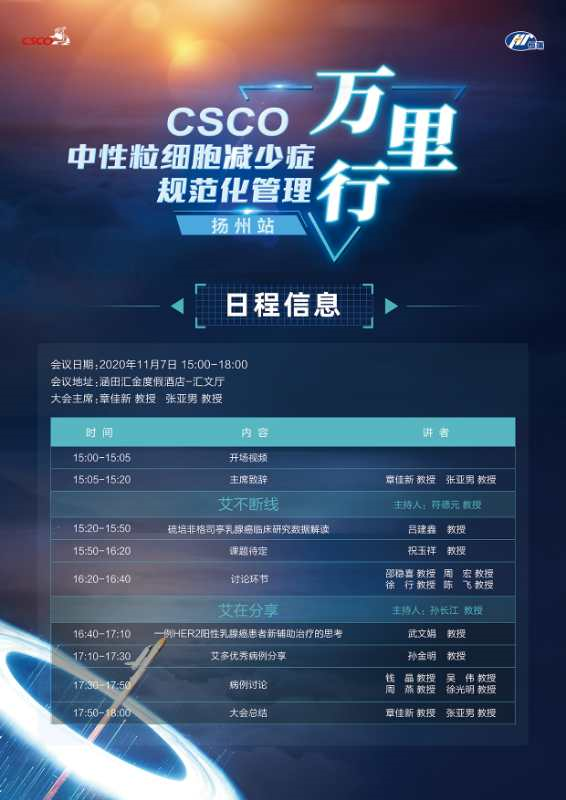 CSCO
恒瑞
CSCO
万里行
中性粒细胞减少症
规范化管理
扬州站
日程信息
会议日期:2020年11月7日 15:00-18:00
会议地址:涵田汇金度假酒店-汇文厅
大会主席:章佳新 教授 张亚男 教授
时 间 内 容 讲 者
15:00-15:05 开场视频
15:05-15:20 主席致辞 章佳新 教授 张亚男 教授
艾不断线 主持人：符德元 教授
15:20-15:50 硫培非格司亭乳腺癌临床研究数据解读 吕建鑫 教授
15:50-16:20 课题待定 祝玉祥 教授
16:20-16:40 讨论环节 邵稳喜 教授 周 宏 教授
徐 行 教授 陈 飞 教授
艾在分享 主持人：孙长江 教授
16:40-17:10 一例HER2阳性乳腺癌患者新辅助治疗的思考 武文娟 教授
17:10-17:30 艾多优秀病例分享 孙金明 教授
17:30-17:50 病例讨论 钱 晶 教授 吴 伟 教授
周 燕 教授 徐光明 教授
17:50-18:00 大会总结 章佳新 教授 张亚男 教授